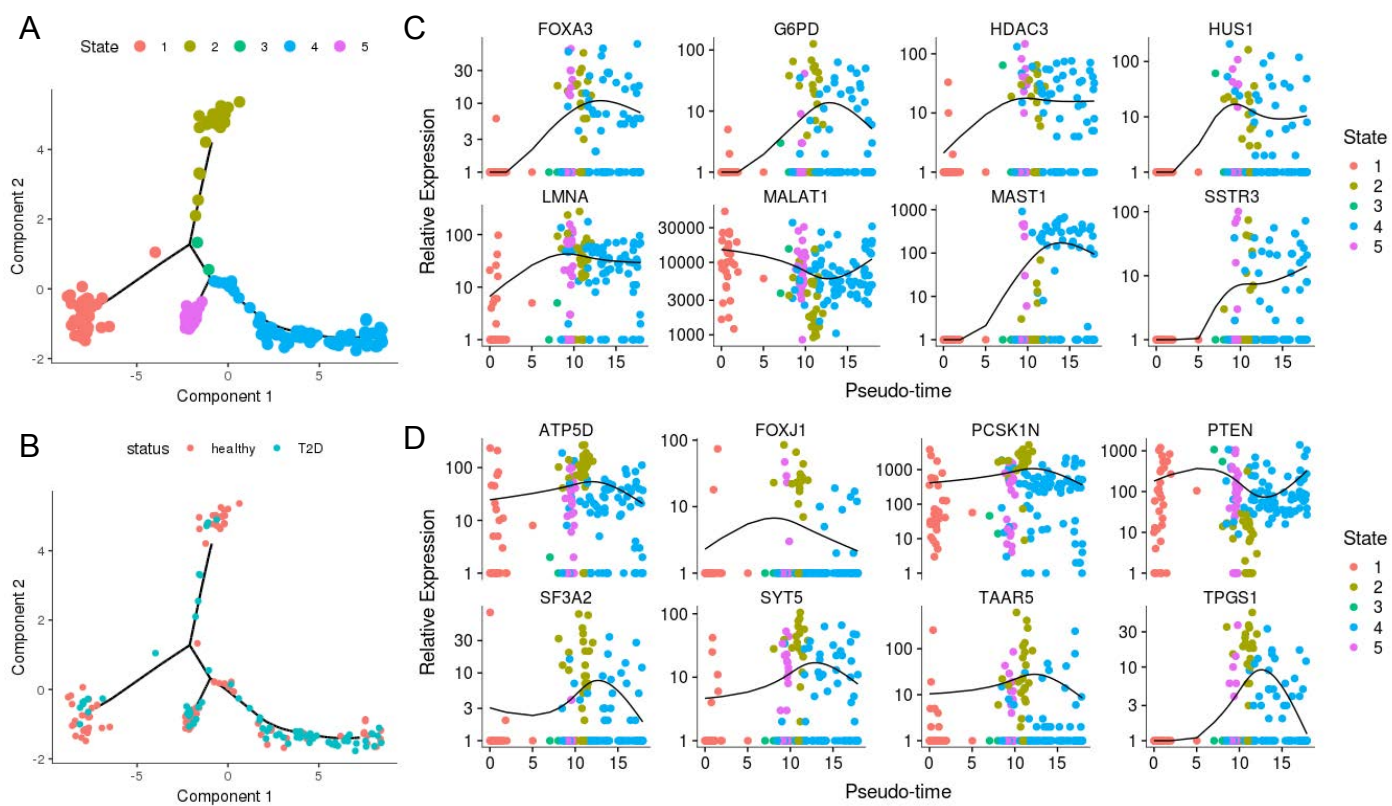 A
State 1 2 3 4 5
Component 2
4
2
0
-2
-5 0 5
Component 1
B
status healthy T2D
Component 2
4
2
0
-2
-5 0 5
Component 1
C
Relative Expression
FOXA3
30
10
3
1
G6PD
100
10
1
HDAC3
100
10
1
HUS1
100
10
1
LMNA
100
10
1
0 5 10 15
MALAT1
30000
10000
3000
1000
0 5 10 15
MAST1
1000
100
10
1
0 5 10 15
SSTR3
100
10
1
0 5 10 15
Pseudo-time
State
1
2
3
4
5
D
Relative Expression
ATP5D
100
10
1
FOXJ1
100
10
1
PCSK1N
1000
100
10
1
PTEN
1000
100
10
1
SF3A2
30
10
3
1
0 5 10 15
SYT5
100
10
1
0 5 10 15
TAAR5
100
10
1
0 5 10 15
TPGS1
30
10
3
1
0 5 10 15
Pseudo-time
State
1
2
3
4
5